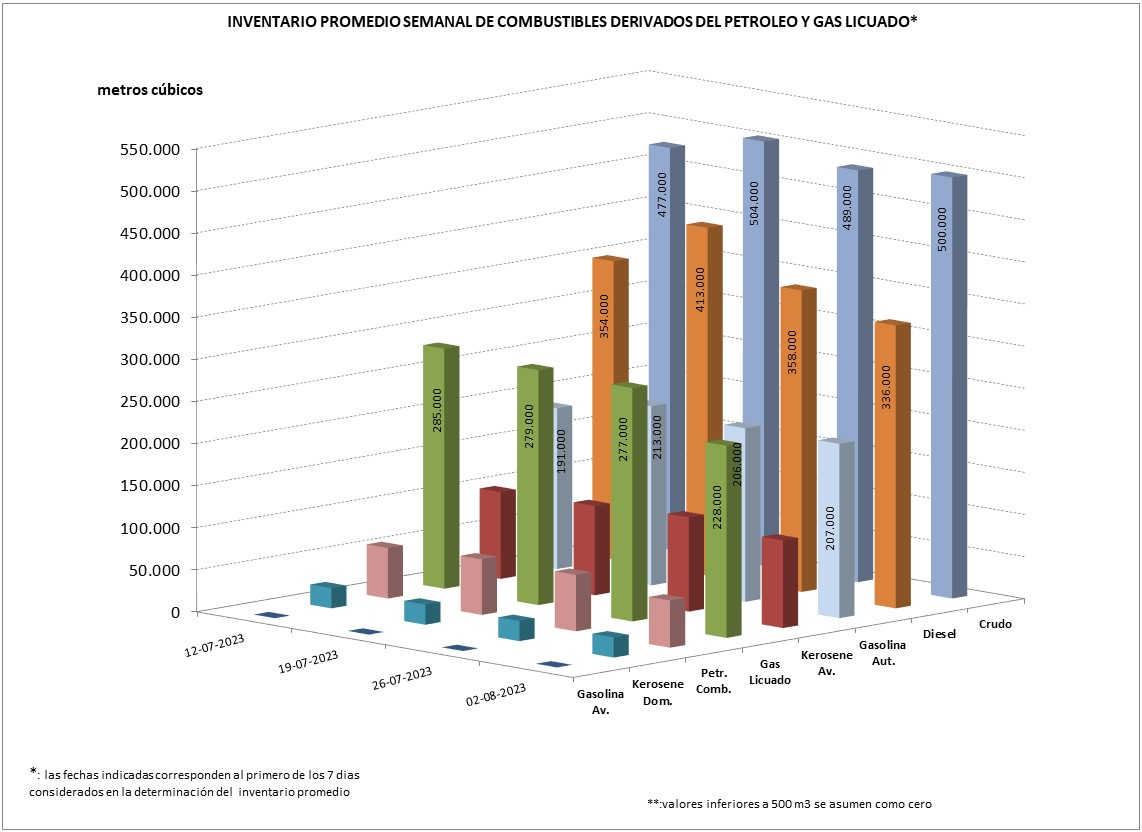 INVENTARIO PROMEDIO SEMANAL DE COMBUSTIBLES DERIVADOS DEL PETROLEO Y GAS LICUADO*
metros cúbicos
550.000
500.000
450.000
400.000
350.000
300.000
250.000
200.000
150.000
100.000
50.000
0
477.000
504.000
489.000
500.000
354.000
413.000
358.000
336.000
191.000
213.000
206.000
207.000
285.000
279.000
277.000
228.000
12-07-2023
19-07-2023
26-07-2023
02-08-2023
Gasolina
Av.
Kerosene
Dom.
Petr.
Comb.
Gas
Licuado
Kerosene
Av.
Gasolina
Aut.
Diesel
Crudo
*: las fechas indicadas corresponden al primero de los 7 dias
considerados en la determinación del inventario promedio
**:valores inferiores a 500 m3 se asumen como cero